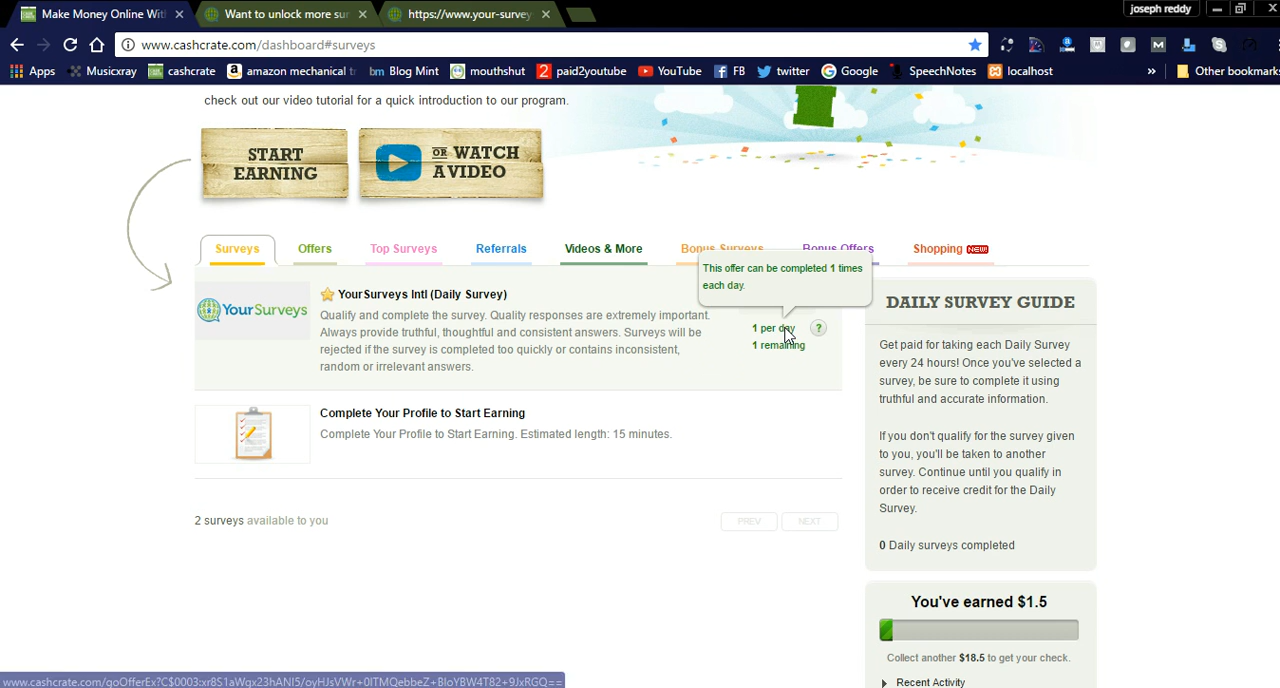 joseph reddy
Make Money Online Wit
Want to unlock more sur
https://www.your-survey
www.cashcrate.com/dashboard#surveys
Apps Musicxray cashcrate amazon mechanical t Blog Mint mouthshut paid2youtube YouTube FB twitter Google SpeechNotes localhost » Other bookmarks
check out our video tutorial for a quick introduction to our program.
START
EARNING
OR WATCH
A VIDEO
Surveys Offers Top Surveys Referrals Videos & More Bonus Surveys Bonus Offers Shopping NEW
This offer can be completed 1 times
each day.
YourSurveys
YourSurveys Intl (Daily Survey)
Qualify and complete the survey. Quality responses are extremely important.
Always provide truthful, thoughtful and consistent answers. Surveys will be
rejected if the survey is completed too quickly or contains inconsistent,
random or irrelevant answers.
1 per day ?
1 remaining
Complete Your Profile to Start Earning
Complete Your Profile to Start Earning. Estimated length: 15 minutes.
2 surveys available to you
PREV NEXT
DAILY SURVEY GUIDE
Get paid for taking each Daily Survey
every 24 hours! Once you've selected a
survey, be sure to complete it using
truthful and accurate information.
If you don't qualify for the survey given
to you, you'll be taken to another
survey. Continue until you qualify in
order to receive credit for the Daily
Survey.
0 Daily surveys completed
You've earned $1.5
Collect another $18.5 to get your check.
Recent Activity